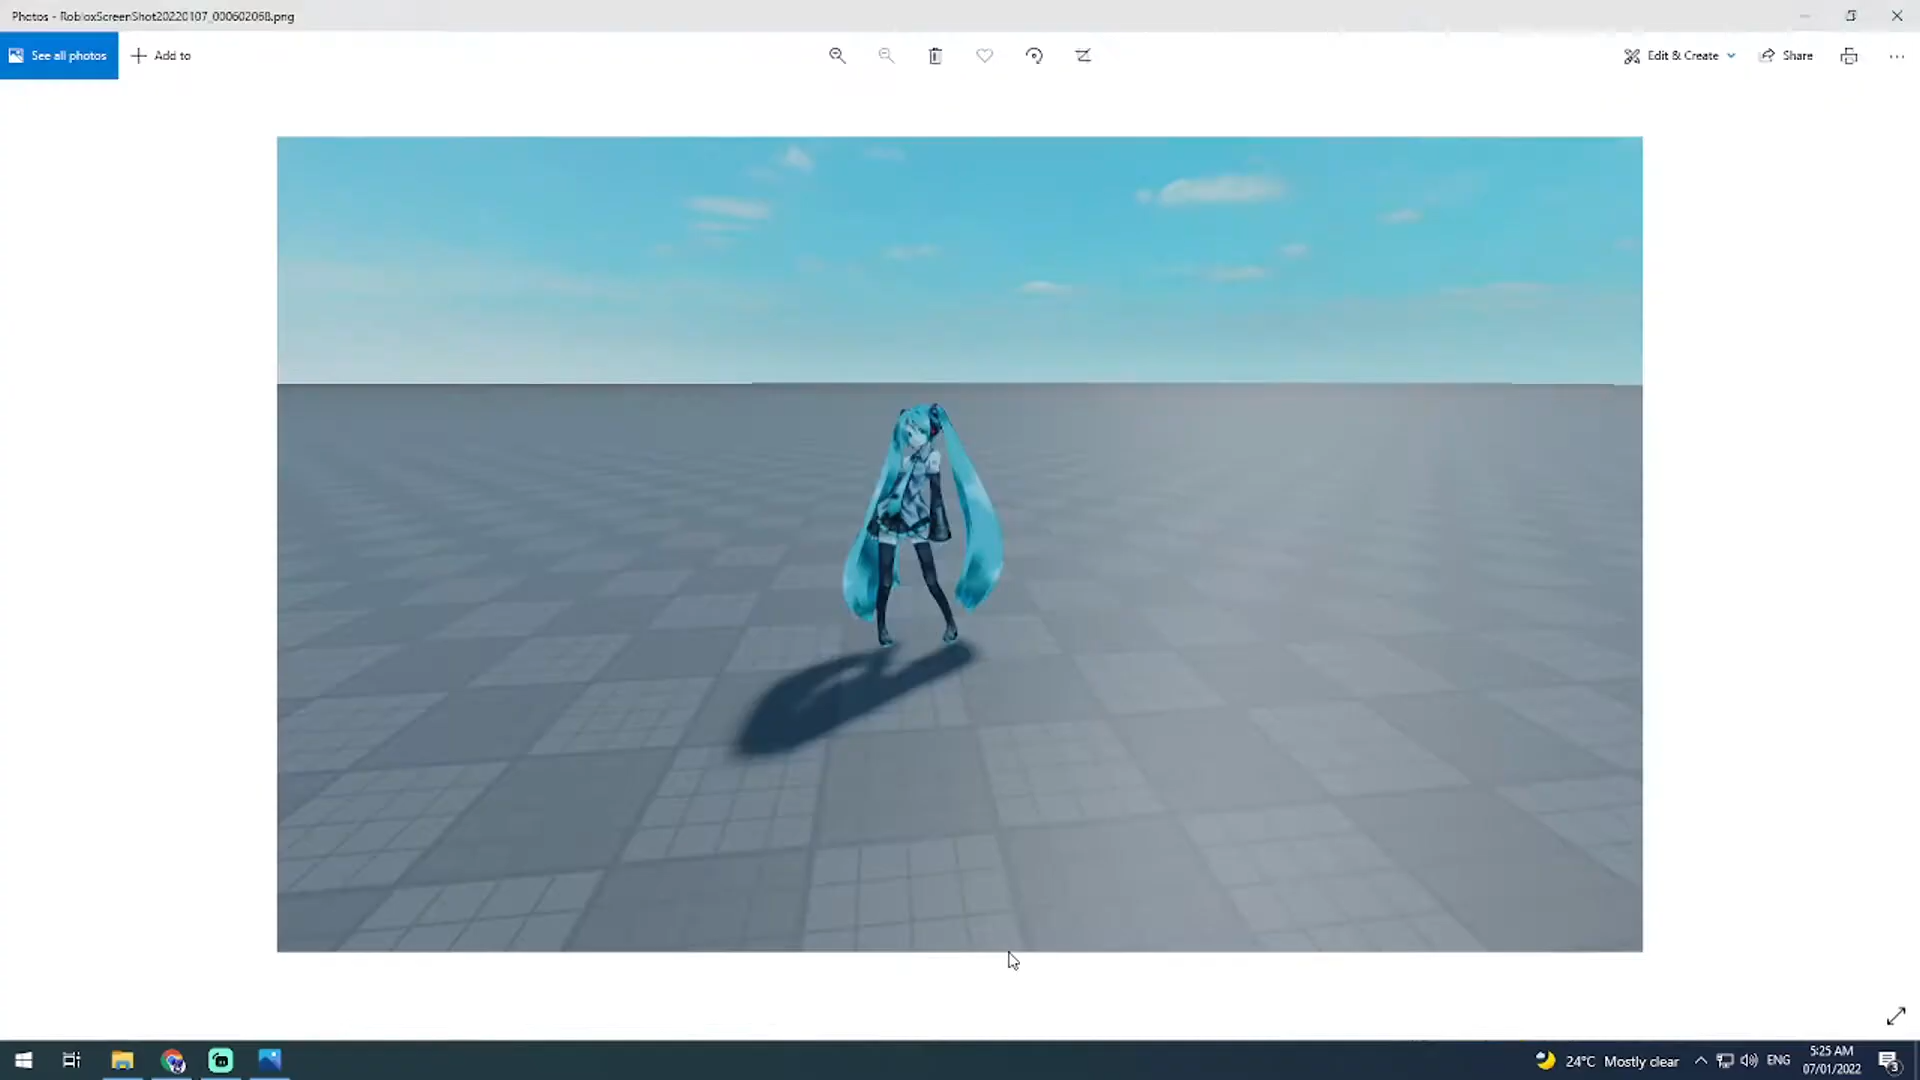 Photos - RobloxScreenShot20220107_000602068.png
See all photos
Add to
Edit & Create
Share
24°C Mostly clear
ENG
5:25 AM
07/01/2022
3